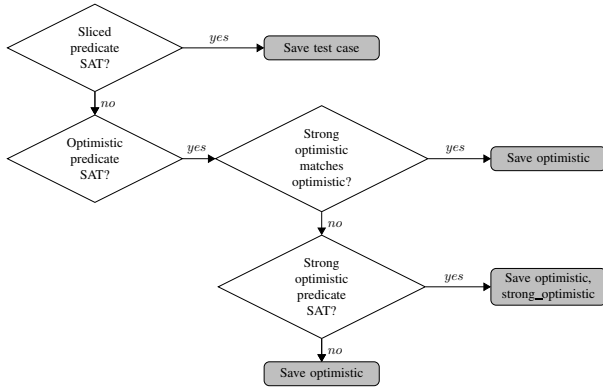 Sliced
predicate
SAT?
yes
Save test case
no
Optimistic
predicate
SAT?
yes
Strong
optimistic
matches
optimistic?
yes
Save optimistic
no
Strong
optimistic
predicate
SAT?
yes
Save optimistic,
strong_optimistic
no
Save optimistic